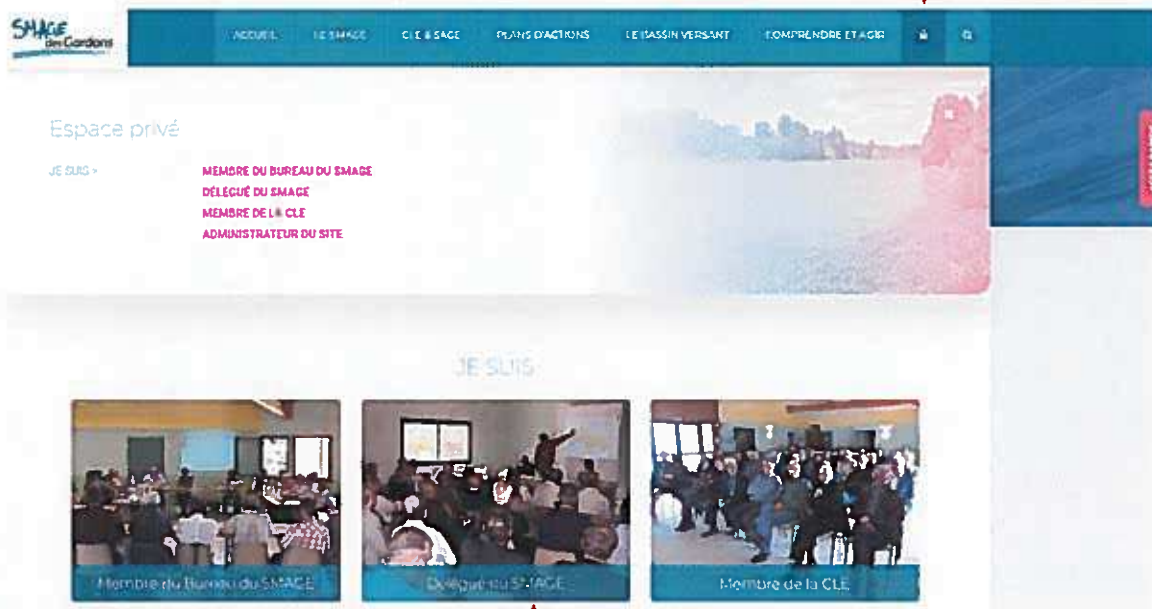 SMAGE
des Gardons
ACCUEIL LE SMAGE CLE & SAGE PLANS D'ACTIONS LE BASSIN VERSANT COMPRENDRE ET AGIR
Espace privé
JE SUIS >
MEMBRE DU BUREAU DU SMAGE
DÉLEGUÉ DU SMAGE
MEMBRE DE LA CLE
ADMINISTRATEUR DU SITE
JE SUIS
Membre du Bureau du SMAGE
Délégué du SMAGE
Membre de la CLE